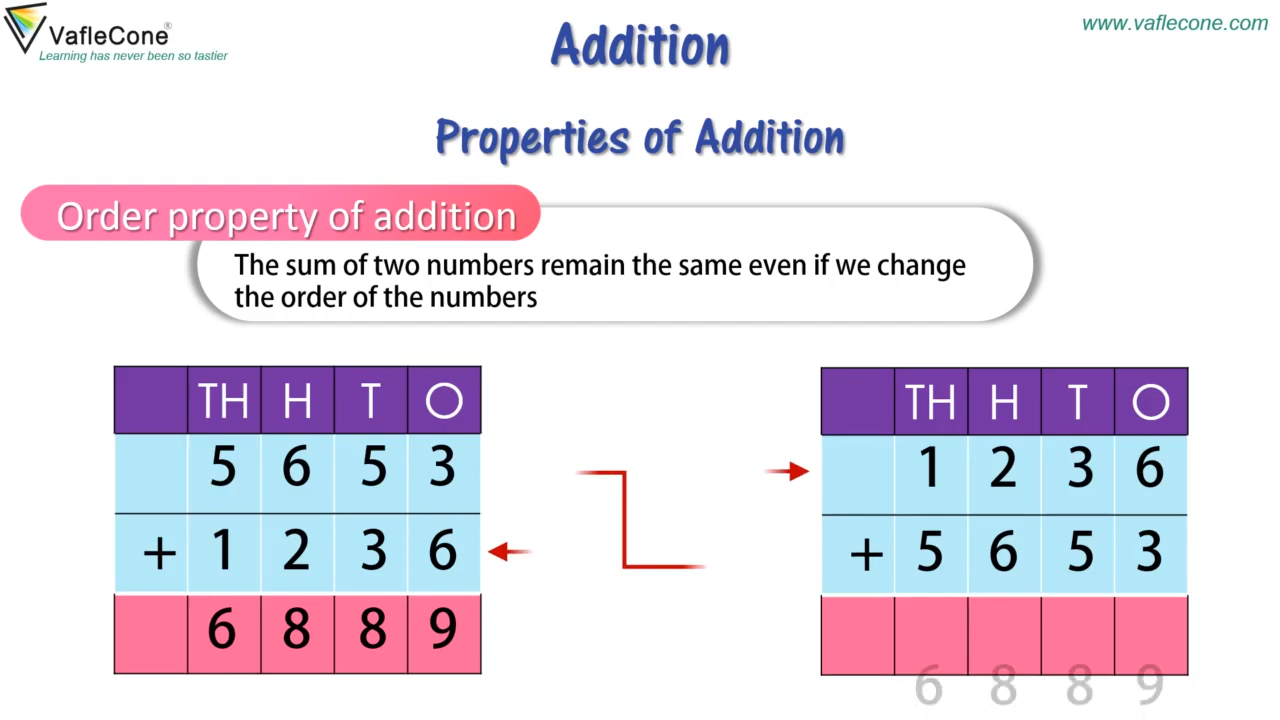 VafleCone®
Learning has never been so tastier
www.vaflecone.com
Addition
Properties of Addition
Order property of addition
The sum of two numbers remain the same even if we change
the order of the numbers
TH H T O
5 6 5 3
+ 1 2 3 6
6 8 8 9
TH H T O
1 2 3 6
+ 5 6 5 3
6 8 8 9